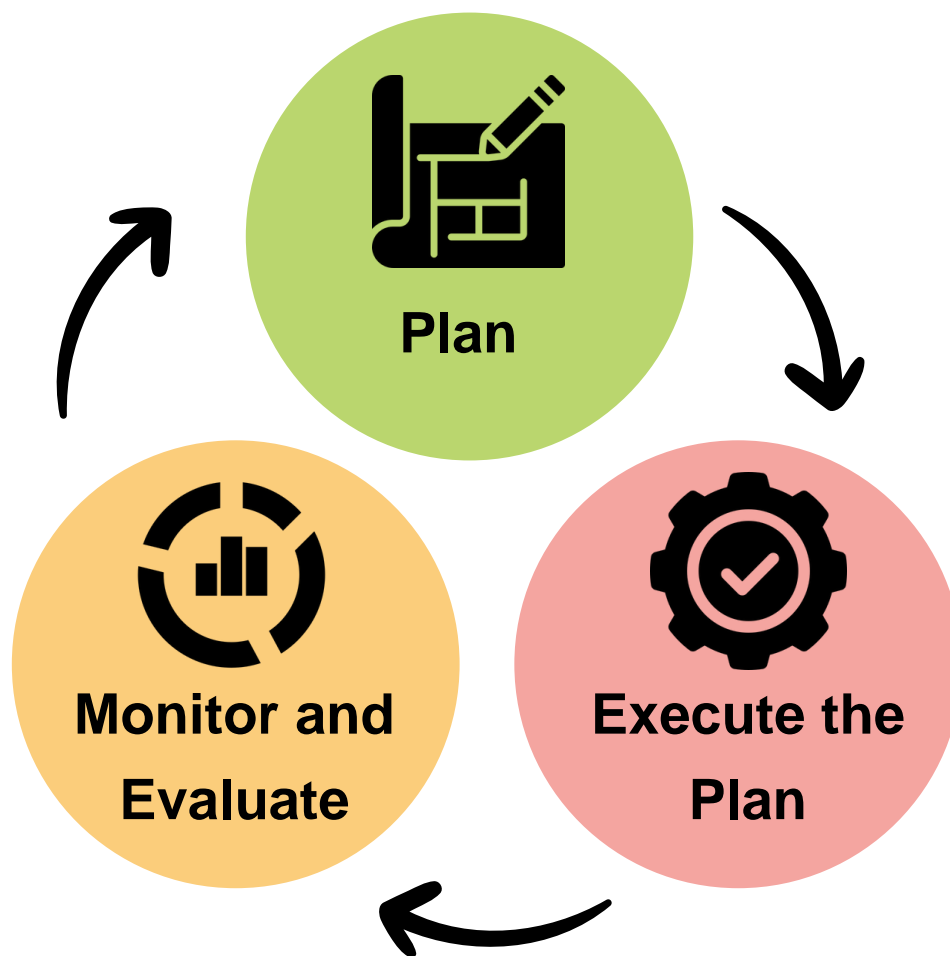 Plan
Execute the
Plan
Monitor and
Evaluate